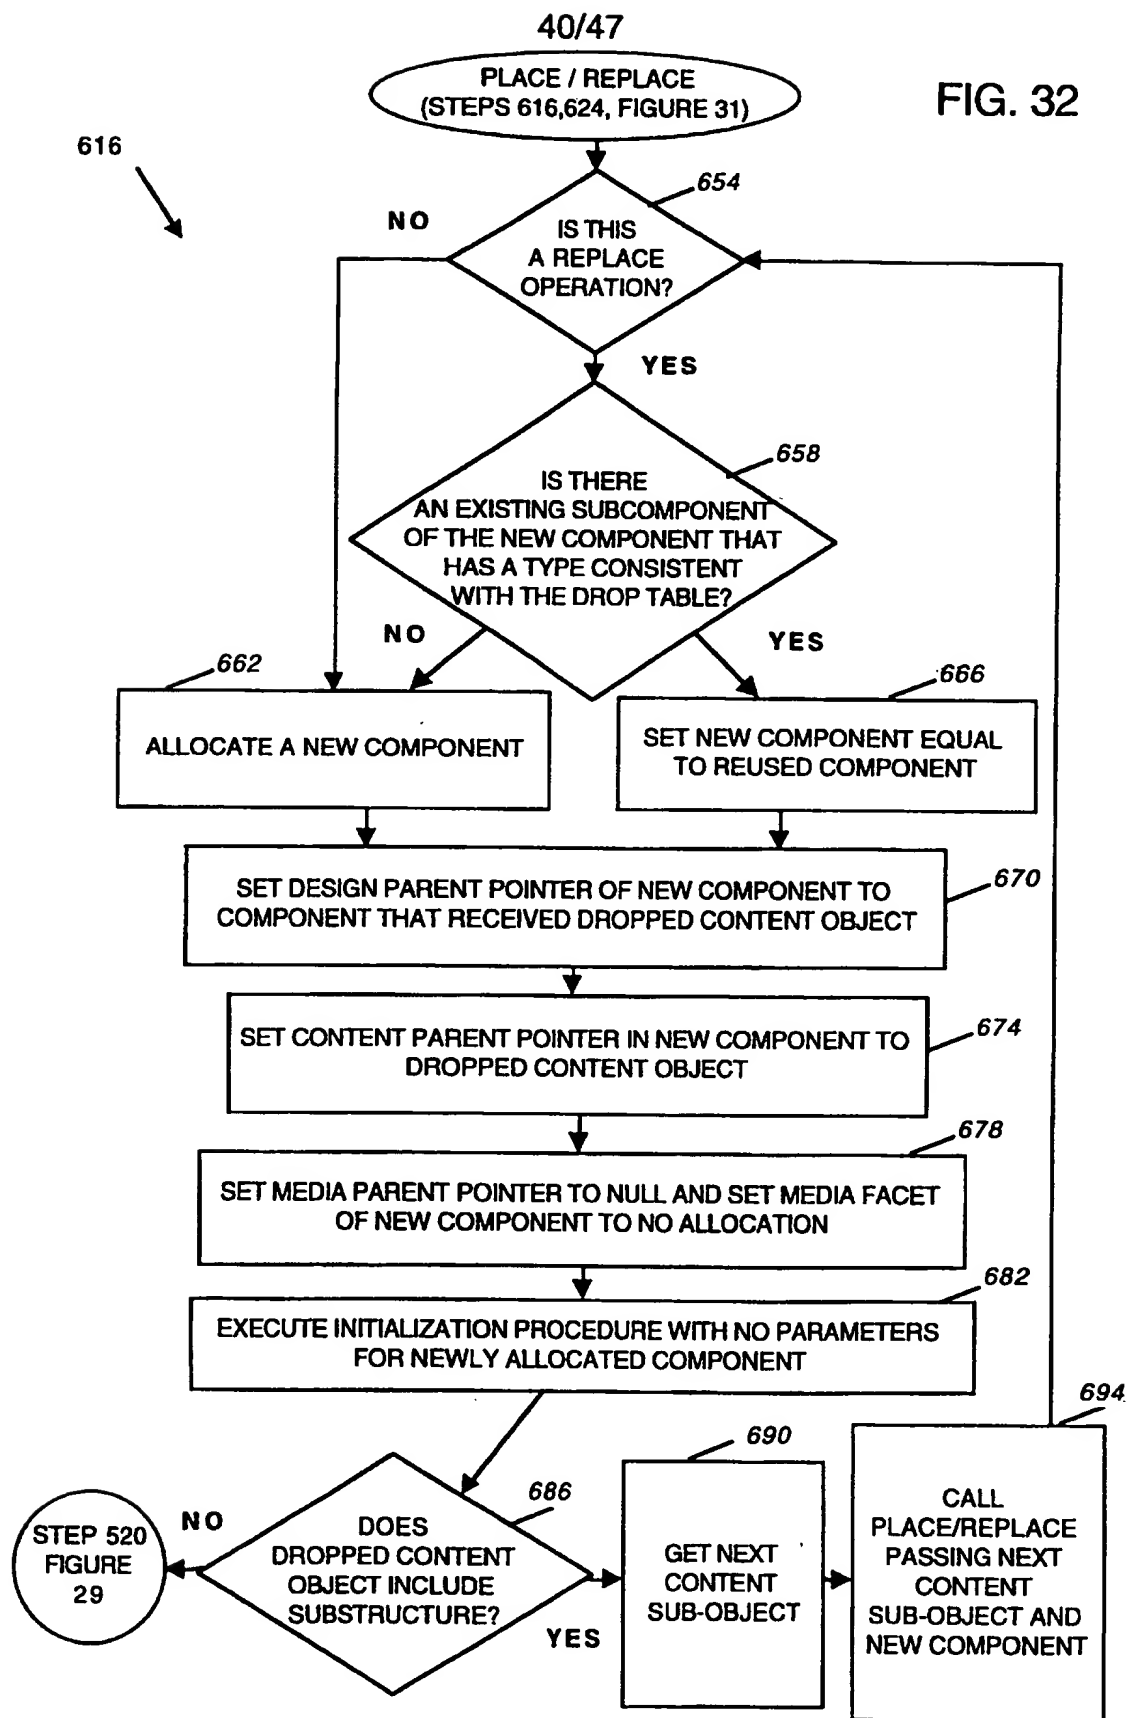 40/47
PLACE / REPLACE
(STEPS 616,624, FIGURE 31)
FIG. 32
616
654
NO
IS THIS
A REPLACE
OPERATION?
YES
658
IS THERE
AN EXISTING SUBCOMPONENT
OF THE NEW COMPONENT THAT
HAS A TYPE CONSISTENT
WITH THE DROP TABLE?
NO
YES
662
666
ALLOCATE A NEW COMPONENT
SET NEW COMPONENT EQUAL
TO REUSED COMPONENT
SET DESIGN PARENT POINTER OF NEW COMPONENT TO
COMPONENT THAT RECEIVED DROPPED CONTENT OBJECT
670
SET CONTENT PARENT POINTER IN NEW COMPONENT TO
DROPPED CONTENT OBJECT
674
678
SET MEDIA PARENT POINTER TO NULL AND SET MEDIA FACET
OF NEW COMPONENT TO NO ALLOCATION
682
EXECUTE INITIALIZATION PROCEDURE WITH NO PARAMETERS
FOR NEWLY ALLOCATED COMPONENT
694
690
686
STEP 520
FIGURE
29
NO
DOES
DROPPED CONTENT
OBJECT INCLUDE
SUBSTRUCTURE?
YES
GET NEXT
CONTENT
SUB-OBJECT
CALL
PLACE/REPLACE
PASSING NEXT
CONTENT
SUB-OBJECT AND
NEW COMPONENT